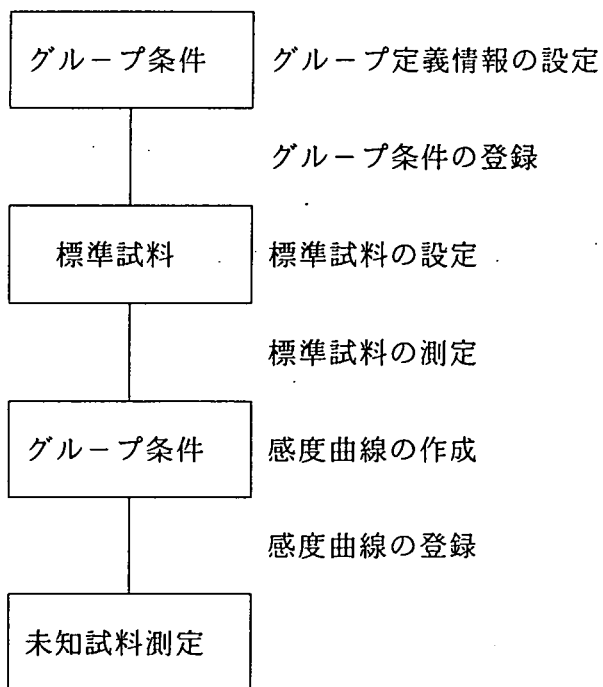 グループ条件 グループ定義情報の設定
グループ条件の登録
標準試料 標準試料の設定
標準試料の測定
グループ条件 感度曲線の作成
感度曲線の登録
未知試料測定